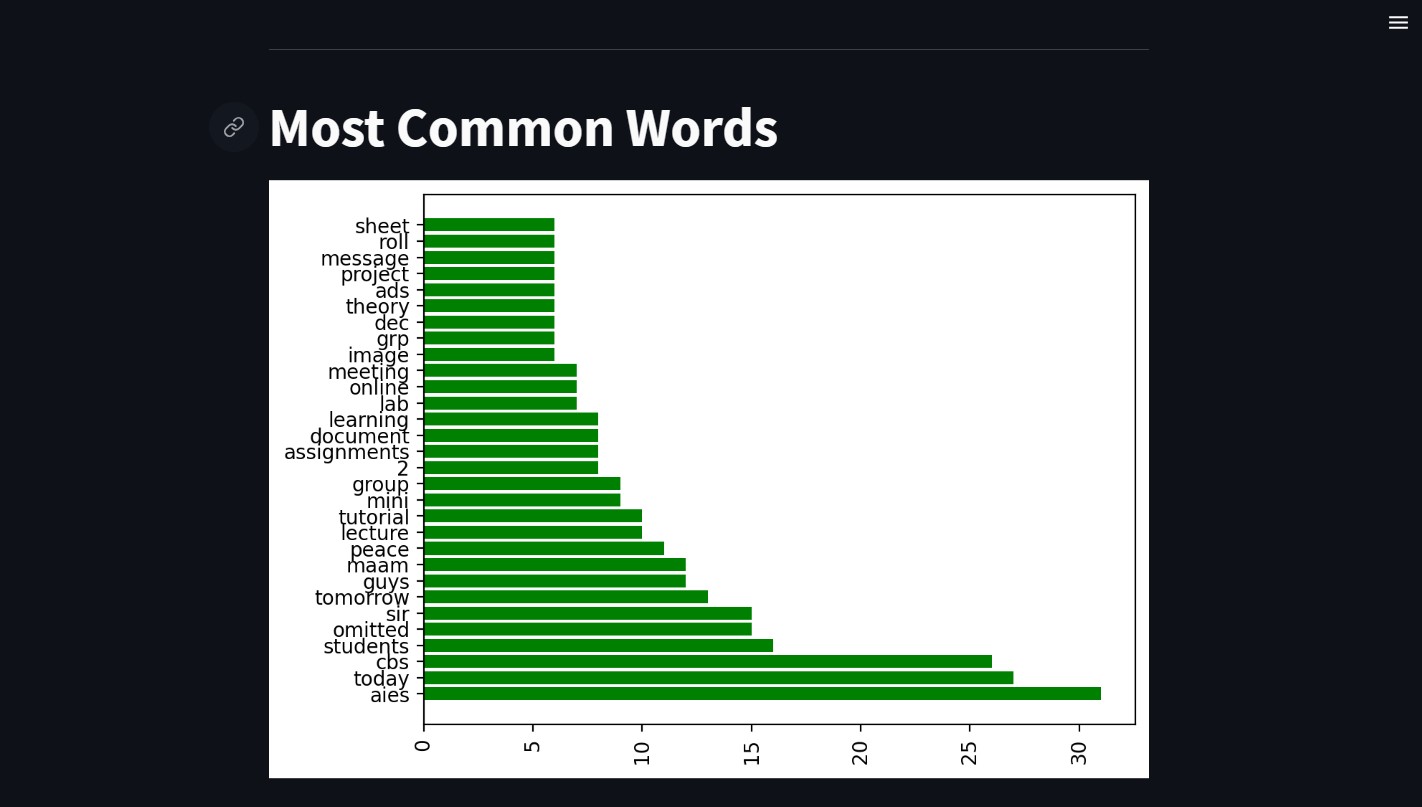 Most Common Words
sheet
roll
message
project
ads
theory
dec
grp
image
meeting
online
lab
learning
document
assignments
2
group
mini
tutorial
lecture
peace
maam
guys
tomorrow
sir
omitted
students
cbs
today
aies
0 5 10 15 20 25 30